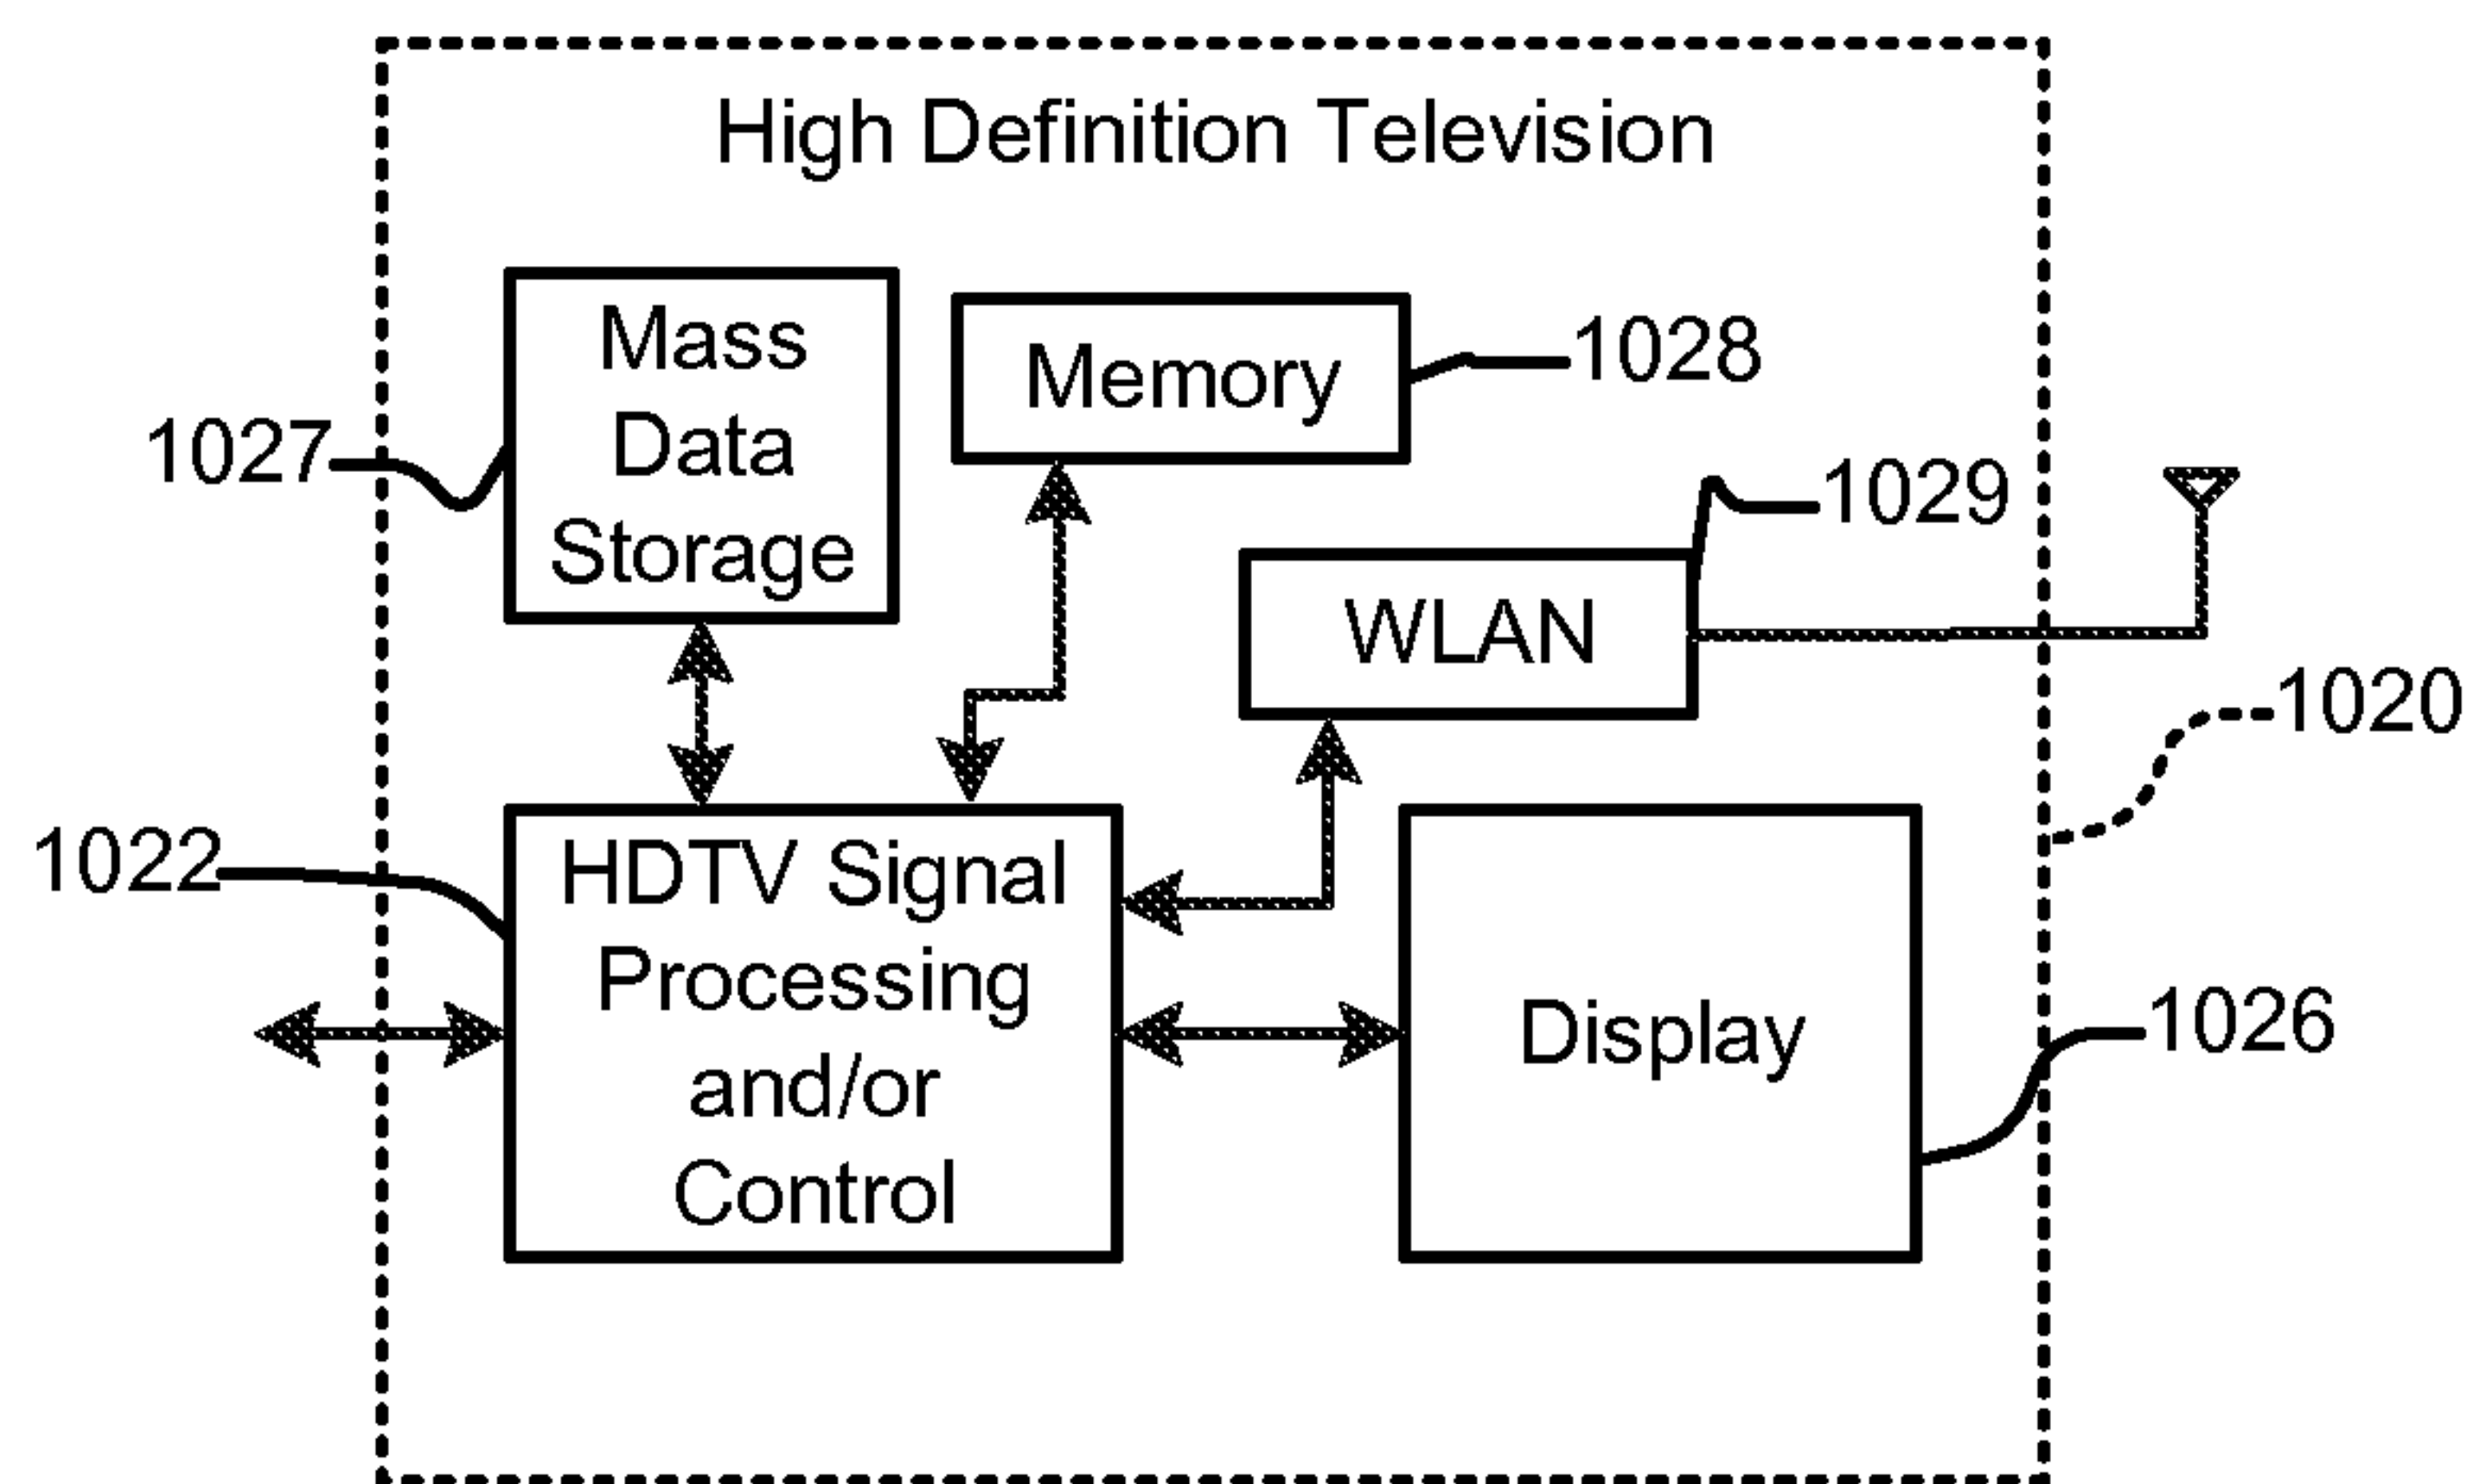 High Definition Television
Mass
Data
Storage
Memory
1028
1027
1029
WLAN
1020
1022
HDTV Signal
Processing
and/or
Control
Display
1026